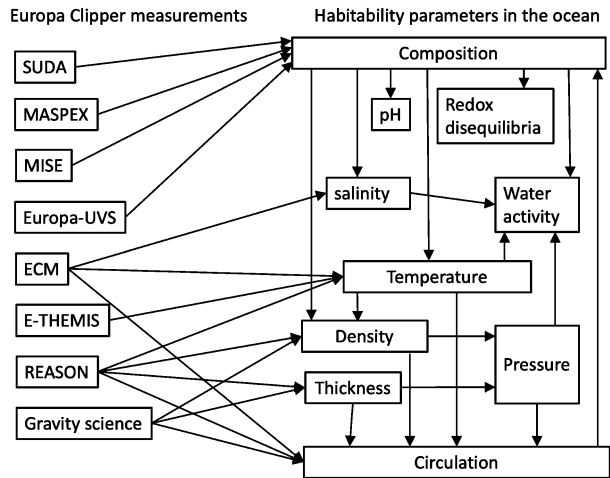 Europa Clipper measurements
Habitability parameters in the ocean
SUDA
MASPEX
MISE
Europa-UVS
ECM
E-THEMIS
REASON
Gravity science
Composition
pH
Redox
disequilibria
salinity
Water
activity
Temperature
Density
Pressure
Thickness
Circulation